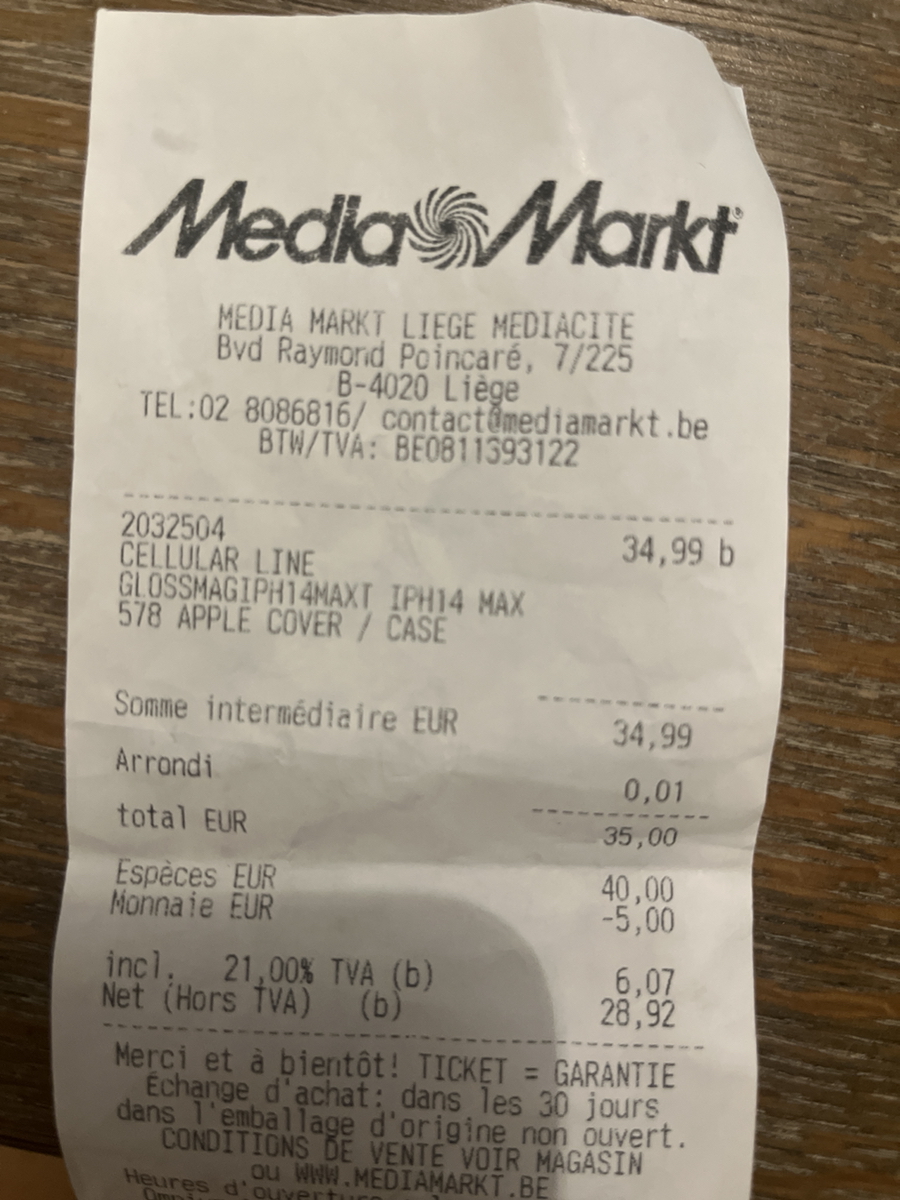 Media Markt
MEDIA MARKT LIEGE MEDIACITE
Bvd Raymond Poincaré, 7/225
B-4020 Liège
TEL:02 8086816/ contact@mediamarkt.be
BTW/TVA: BE0811393122
2032504
CELLULAR LINE 34,99 b
GLOSSMAGIPH14MAXT IPH14 MAX
578 APPLE COVER / CASE
Somme intermédiaire EUR 34,99
Arrondi 0,01
total EUR 35,00
Espèces EUR 40,00
Monnaie EUR -5,00
incl. 21,00% TVA (b) 6,07
Net (Hors TVA) (b) 28,92
Merci et à bientôt! TICKET = GARANTIE
Échange d'achat: dans les 30 jours
dans l'emballage d'origine non ouvert.
CONDITIONS DE VENTE VOIR MAGASIN
ou WWW.MEDIAMARKT.BE
Heures d'ouverture